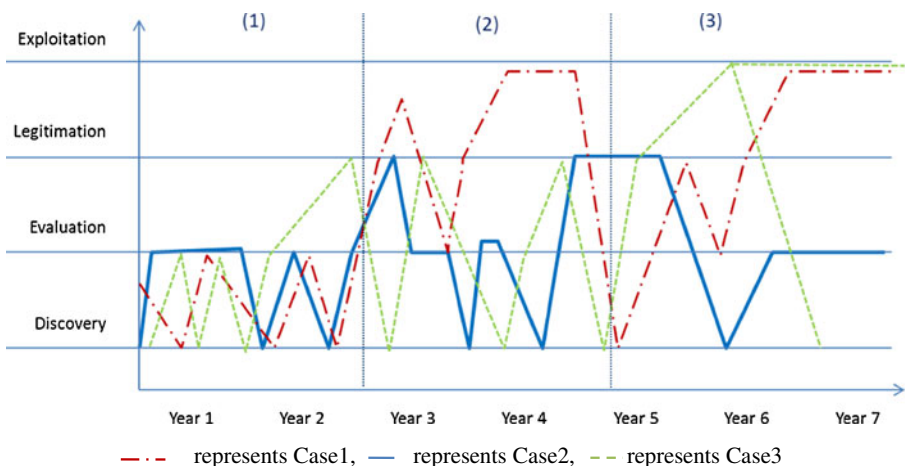 (1) (2) (3)
Exploitation
Legitimation
Evaluation
Discovery
Year 1 Year 2 Year 3 Year 4 Year 5 Year 6 Year 7
represents Case1, represents Case2, represents Case3